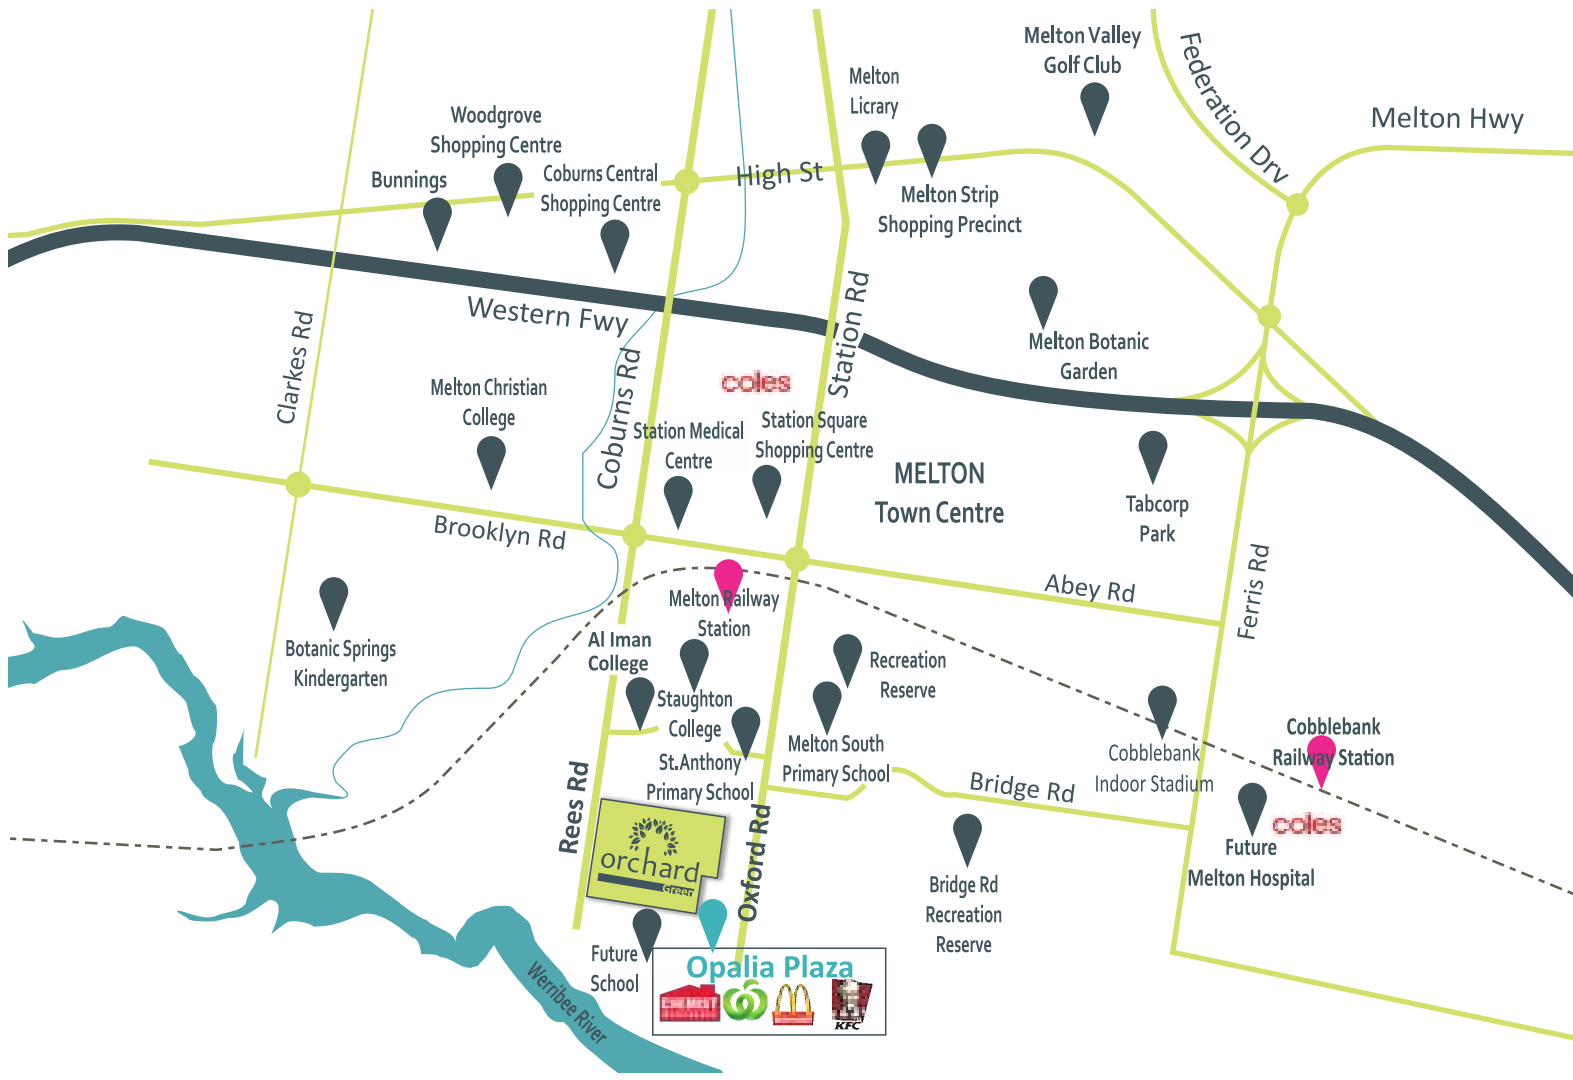 Melton Valley
Golf Club
Federation Drv
Melton Hwy
Melton
Licrary
Woodgrove
Shopping Centre
Bunnings
Coburns Central
Shopping Centre
High St
Melton Strip
Shopping Precinct
Western Fwy
Station Rd
Clarkes Rd
Coburns Rd
Melton Botanic
Garden
Melton Christian
College
coles
Station Medical
Centre
Station Square
Shopping Centre
MELTON
Town Centre
Tabcorp
Park
Brooklyn Rd
Abey Rd
Ferris Rd
Melton Railway
Station
Botanic Springs
Kindergarten
Al Iman
College
Recreation
Reserve
Staughton
College
St.Anthony
Primary School
Melton South
Primary School
Cobblebank
Indoor Stadium
Cobblebank
Railway Station
Bridge Rd
coles
Future
Melton Hospital
Rees Rd
Oxford Rd
orchard
Green
Bridge Rd
Recreation
Reserve
Future
School
Opalia Plaza
CHEMIST
KFC
Werribee River